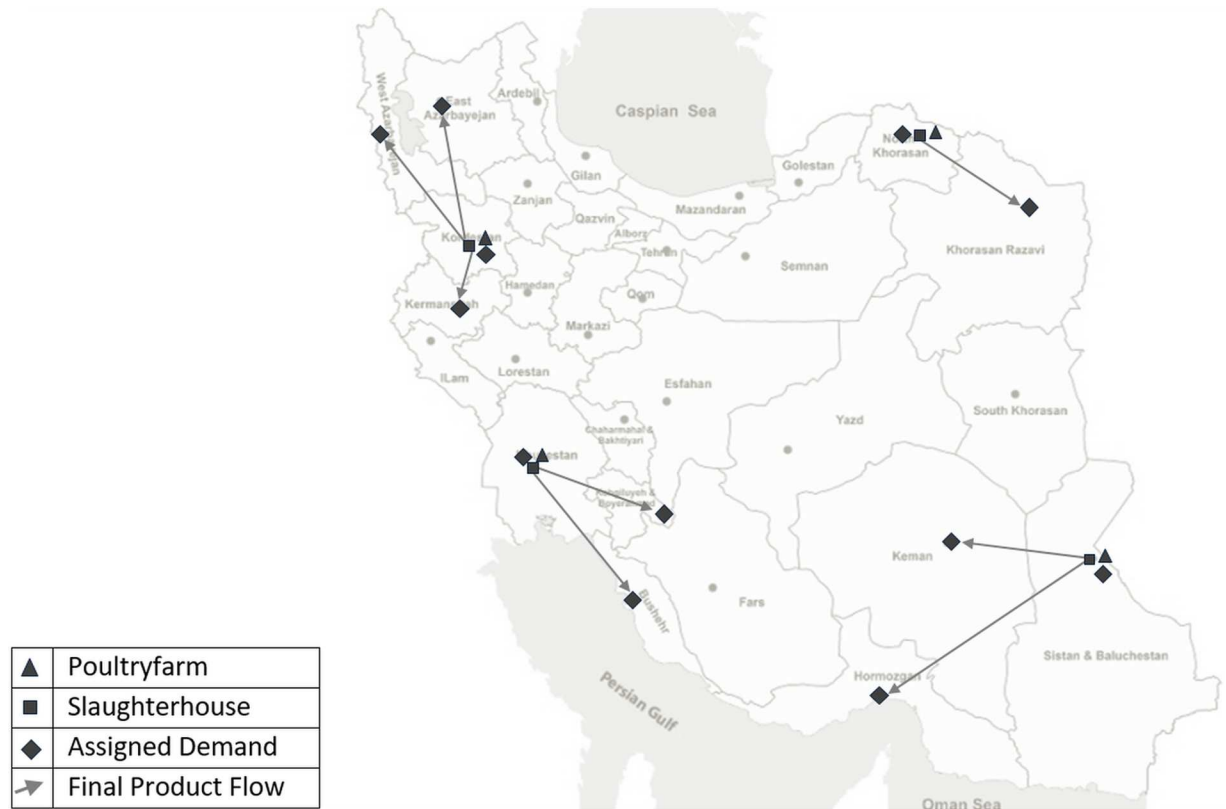 Caspian Sea
West Azarbayejan
East
Azarbayejan
Ardebil
Gilan
Zanjan
Qazvin
Mazandaran
Golestan
North
Khorasan
Alborz
Tehran
Semnan
Khorasan Razavi
Kordestan
Kermanshah
Hamedan
Qom
Markazi
ILam
Lorestan
Esfahan
Yazd
South Khorasan
Chaharmahal &
Bakhtiyari
Khuzestan
Kohgiluyeh &
Boyerahmad
Keman
Fars
Bushehr
Sistan & Baluchestan
Hormozgan
Persian Gulf
Oman Sea
Poultryfarm
Slaughterhouse
Assigned Demand
Final Product Flow